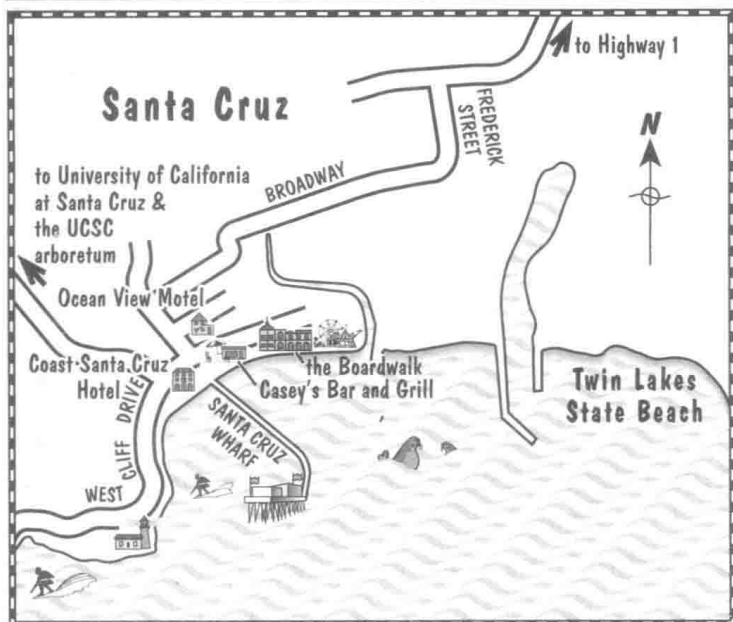 to Highway 1
Santa Cruz
FREDERICK
STREET
N
BROADWAY
to University of California
at Santa Cruz &
the UCSC
arboretum
Ocean View Motel
Coast-Santa Cruz
Hotel
the Boardwalk
Casey's Bar and Grill
Twin Lakes
State Beach
SANTA CRUZ
WHARF
WEST CLIFF DRIVE